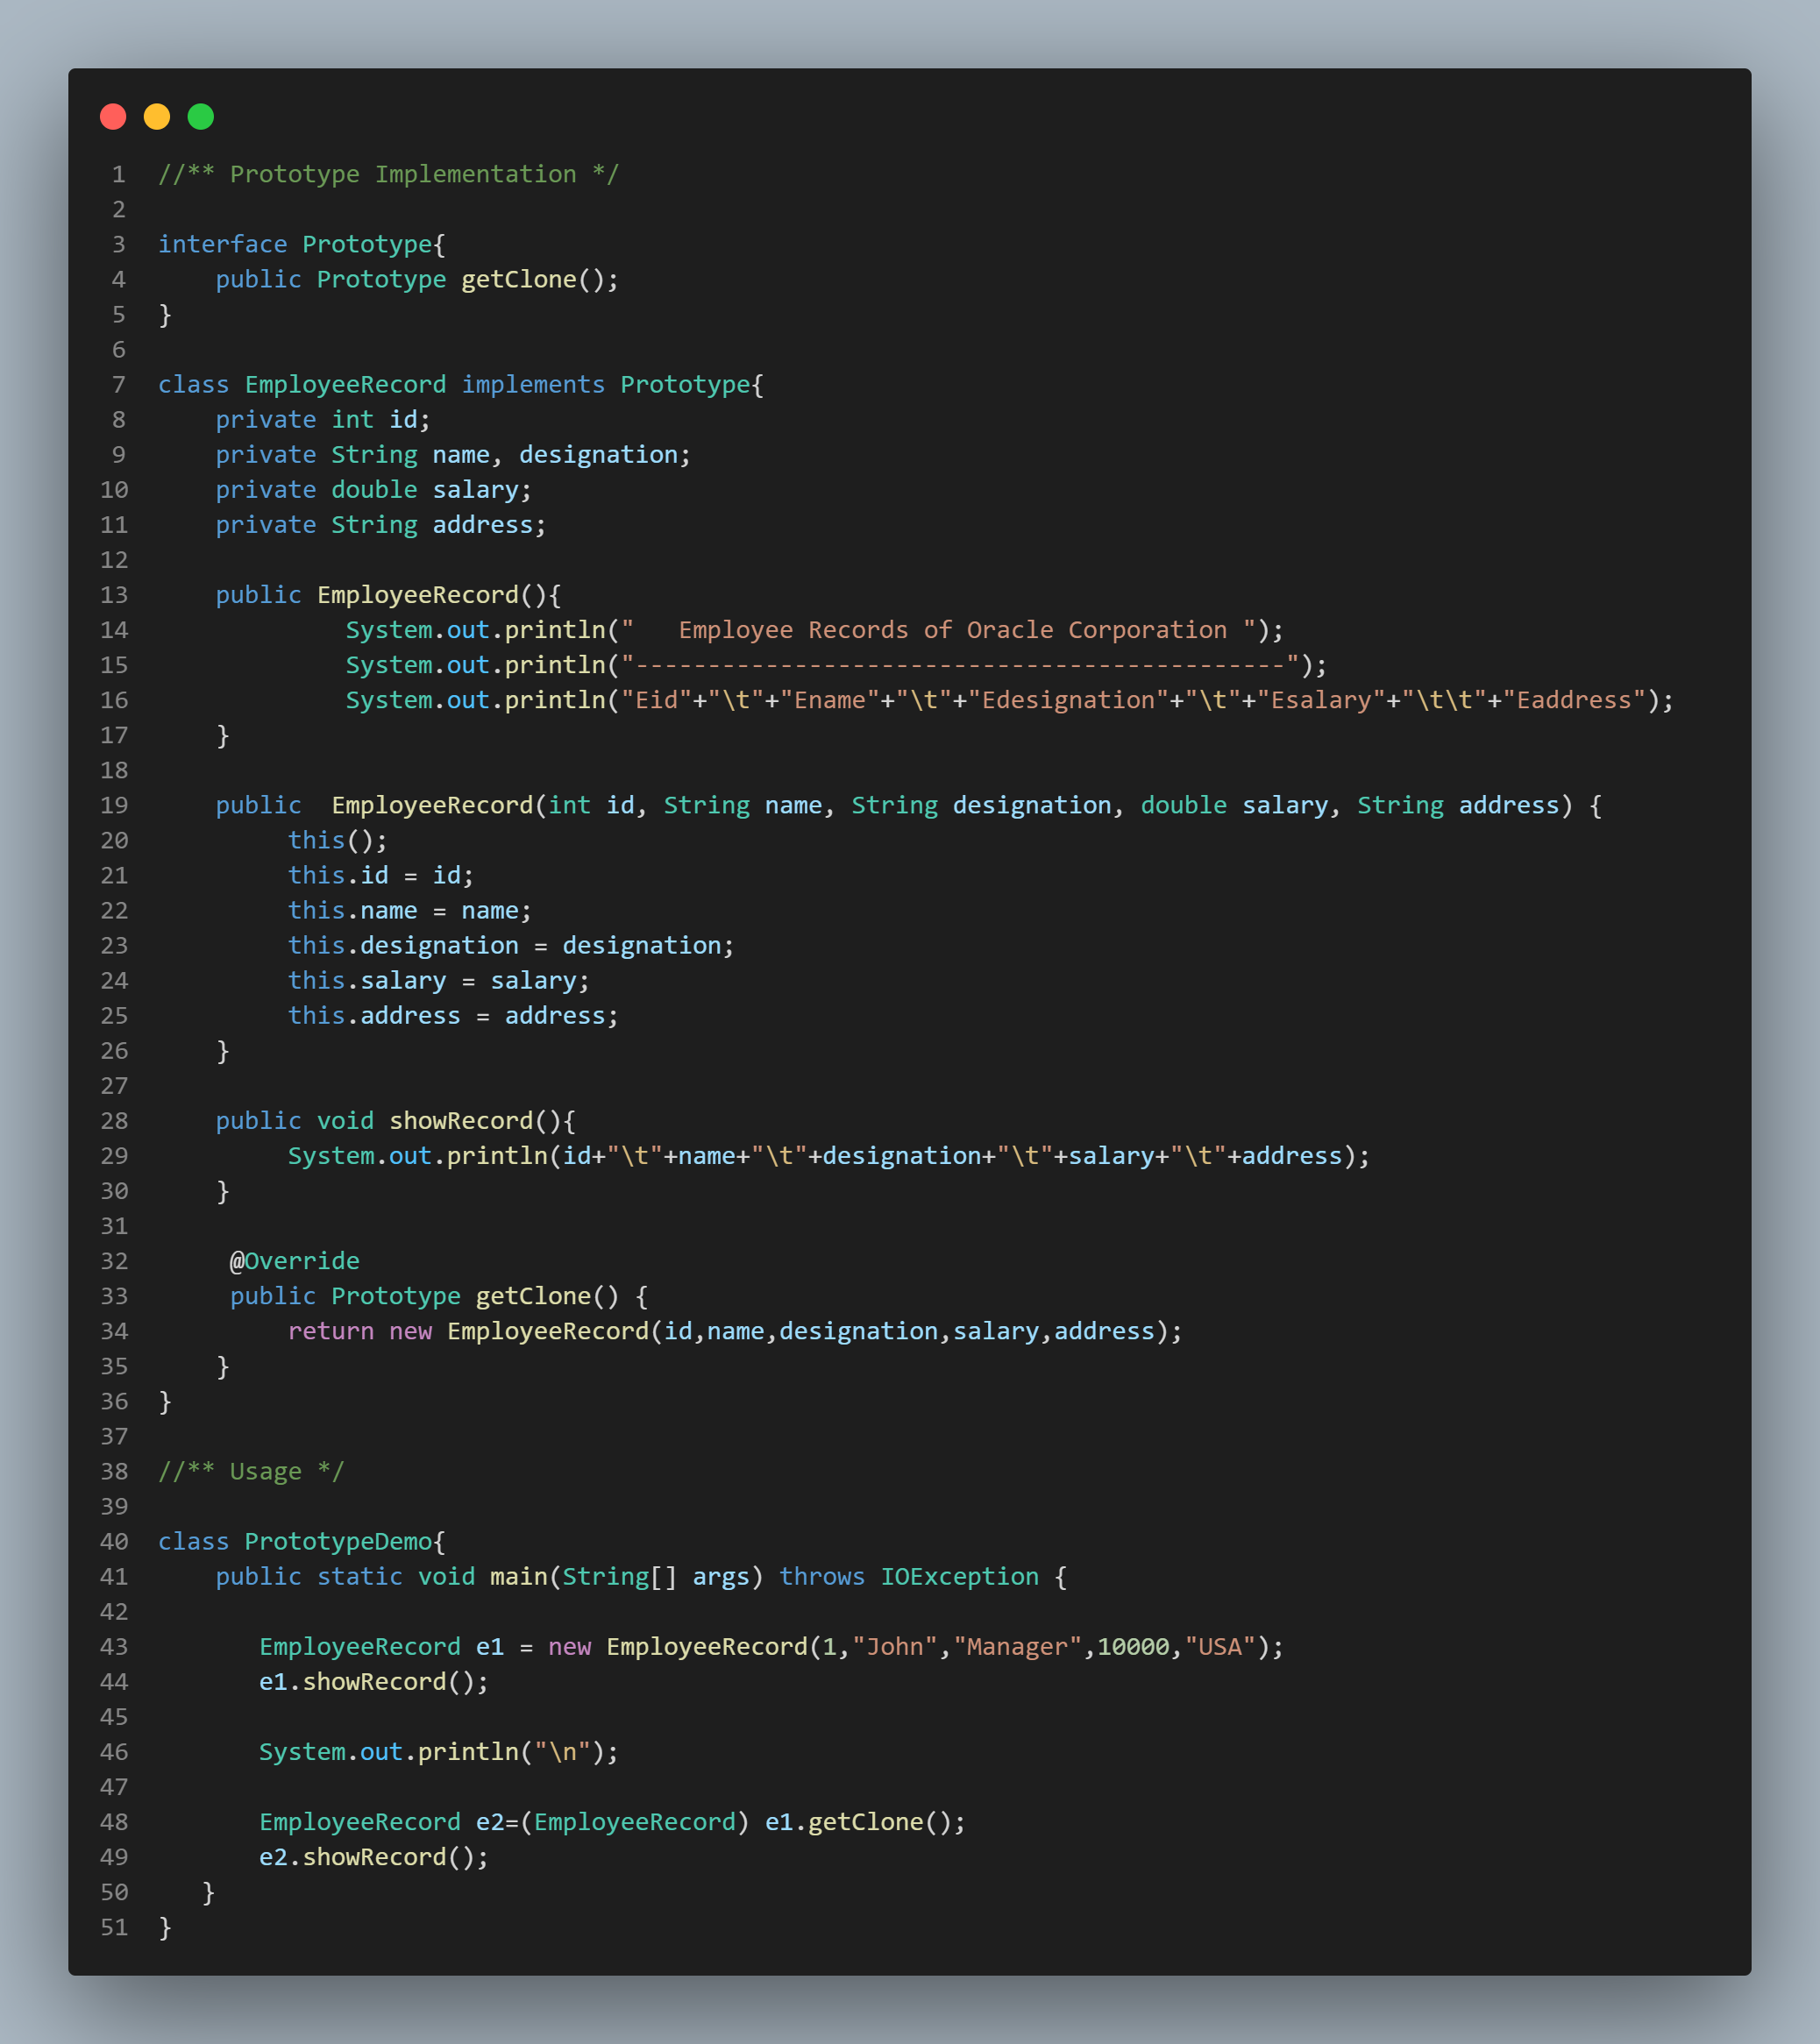 1 //** Prototype Implementation */
2
3 interface Prototype{
4     public Prototype getClone();
5 }
6
7 class EmployeeRecord implements Prototype{
8     private int id;
9     private String name, designation;
10     private double salary;
11     private String address;
12
13     public EmployeeRecord(){
14              System.out.println("   Employee Records of Oracle Corporation ");
15              System.out.println("---------------------------------------------");
16              System.out.println("Eid"+"\t"+"Ename"+"\t"+"Edesignation"+"\t"+"Esalary"+"\t\t"+"Eaddress");
17     }
18
19     public  EmployeeRecord(int id, String name, String designation, double salary, String address) {
20          this();
21          this.id = id;
22          this.name = name;
23          this.designation = designation;
24          this.salary = salary;
25          this.address = address;
26     }
27
28     public void showRecord(){
29          System.out.println(id+"\t"+name+"\t"+designation+"\t"+salary+"\t"+address);
30     }
31
32      @Override
33      public Prototype getClone() {
34          return new EmployeeRecord(id,name,designation,salary,address);
35     }
36 }
37
38 //** Usage */
39
40 class PrototypeDemo{
41     public static void main(String[] args) throws IOException {
42
43        EmployeeRecord e1 = new EmployeeRecord(1,"John","Manager",10000,"USA");
44        e1.showRecord();
45
46        System.out.println("\n");
47
48        EmployeeRecord e2=(EmployeeRecord) e1.getClone();
49        e2.showRecord();
50    }
51 }